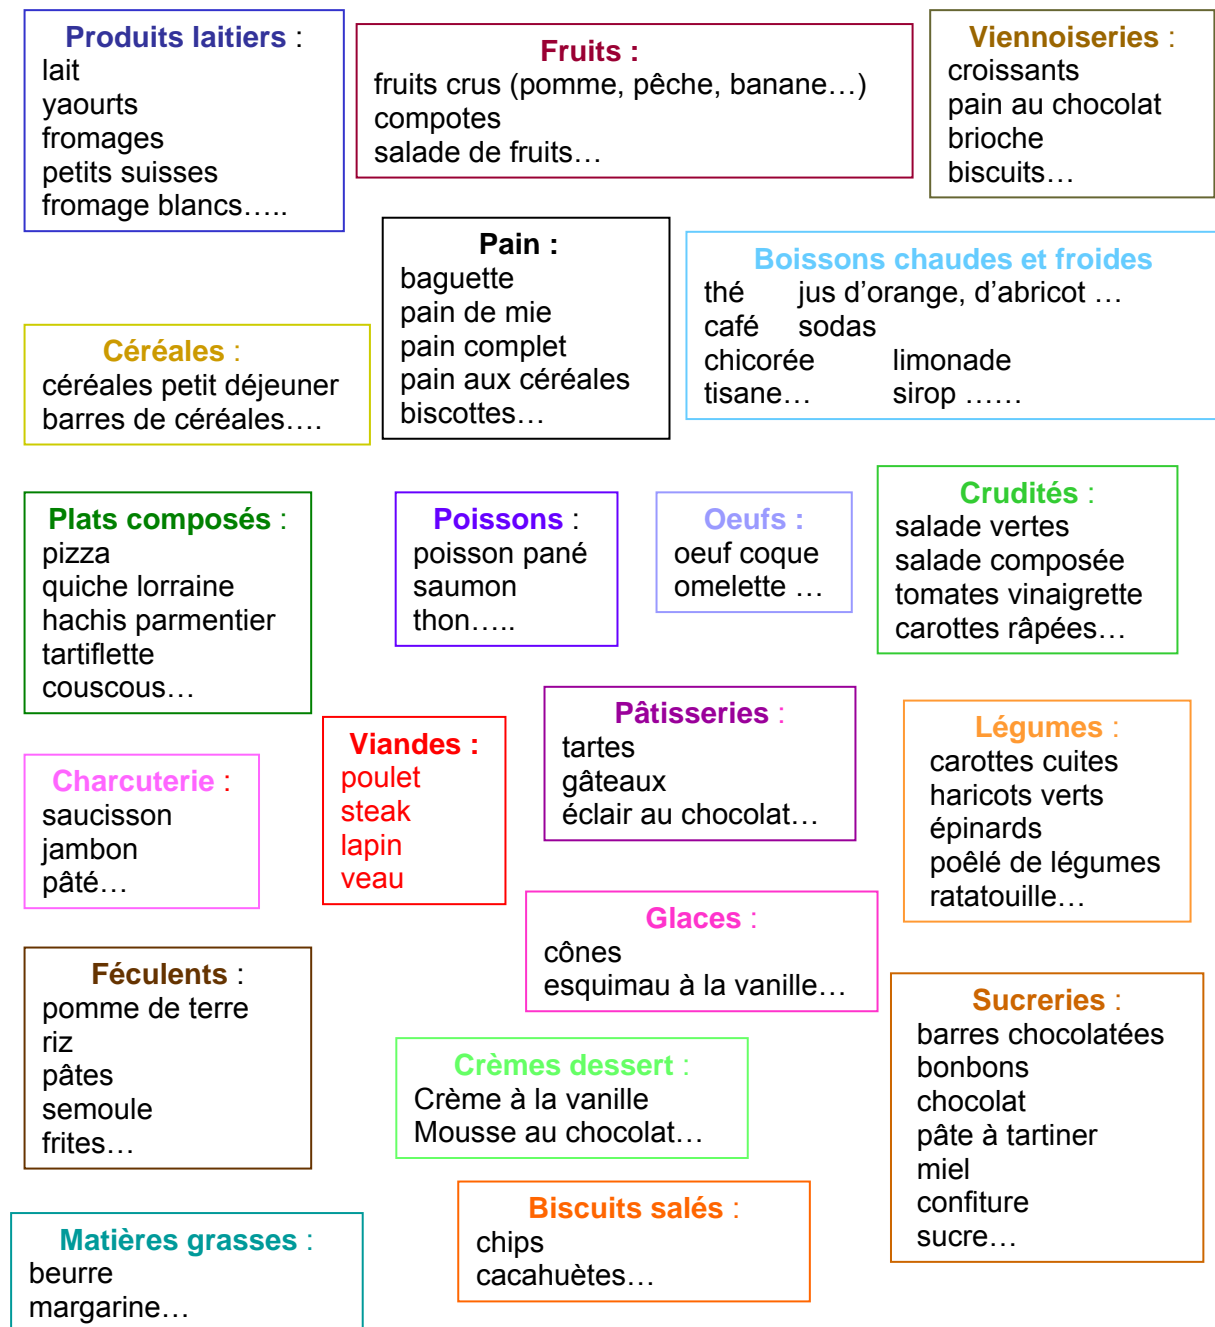 Produits laitiers :
lait
yaourts
fromages
petits suisses
fromage blancs…..
Fruits :
fruits crus (pomme, pêche, banane…)
compotes
salade de fruits…
Viennoiseries :
croissants
pain au chocolat
brioche
biscuits…
Pain :
baguette
pain de mie
pain complet
pain aux céréales
biscottes…
Boissons chaudes et froides
thé jus d’orange, d’abricot …
café sodas
chicorée limonade
tisane… sirop ……
Céréales :
céréales petit déjeuner
barres de céréales….
Plats composés :
pizza
quiche lorraine
hachis parmentier
tartiflette
couscous…
Poissons :
poisson pané
saumon
thon…..
Oeufs :
oeuf coque
omelette …
Crudités :
salade vertes
salade composée
tomates vinaigrette
carottes râpées…
Charcuterie :
saucisson
jambon
pâté…
Viandes :
poulet
steak
lapin
veau
Pâtisseries :
tartes
gâteaux
éclair au chocolat…
Légumes :
carottes cuites
haricots verts
épinards
poêlé de légumes
ratatouille…
Glaces :
cônes
esquimau à la vanille…
Féculents :
pomme de terre
riz
pâtes
semoule
frites…
Crèmes dessert :
Crème à la vanille
Mousse au chocolat…
Sucreries :
barres chocolatées
bonbons
chocolat
pâte à tartiner
miel
confiture
sucre…
Matières grasses :
beurre
margarine…
Biscuits salés :
chips
cacahuètes…